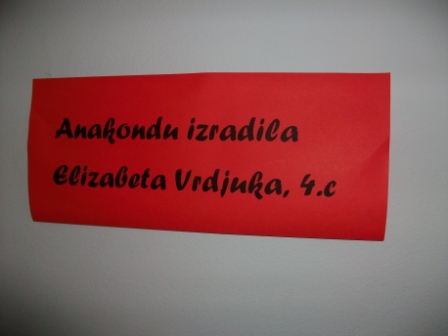 Anakondu izradila
Elizabeta Vrdjuka, 4.c